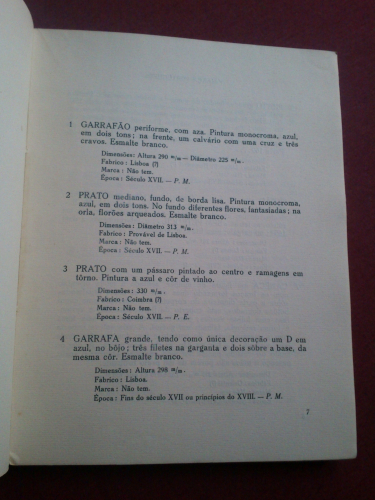 1 GARRAFÃO periforme, com aza. Pintura monocroma, azul,
em dois tons; na frente, um calvário com uma cruz e três
cravos. Esmalte branco.
Dimensões: Altura 290 m/m — Diâmetro 225 m/m.
Fabrico: Lisboa (?)
Marca: Não tem.
Época: Século XVII. — P. M.
2 PRATO mediano, fundo, de borda lisa. Pintura monocroma,
azul, em dois tons. No fundo diferentes flores, fantasiadas; na
orla, florões arqueados. Esmalte branco.
Dimensões: Diâmetro 313 m/m.
Fabrico: Provável de Lisboa.
Marca: Não tem.
Época: Século XVII. — P. M.
3 PRATO com um pássaro pintado ao centro e ramagens em
tôrno. Pintura a azul e côr de vinho.
Dimensões: 330 m/m.
Fabrico: Coimbra (?)
Marca: Não tem.
Época: Século XVII. — P. E.
4 GARRAFA grande, tendo como única decoração um D em
azul, no bôjo; três filetes na garganta e dois sôbre a base, da
mesma côr. Esmalte branco.
Dimensões: Altura 298 m/m.
Fabrico: Lisboa.
Marca: Não tem.
Época: Fins do século XVII ou princípios do XVIII. — P. M.
7